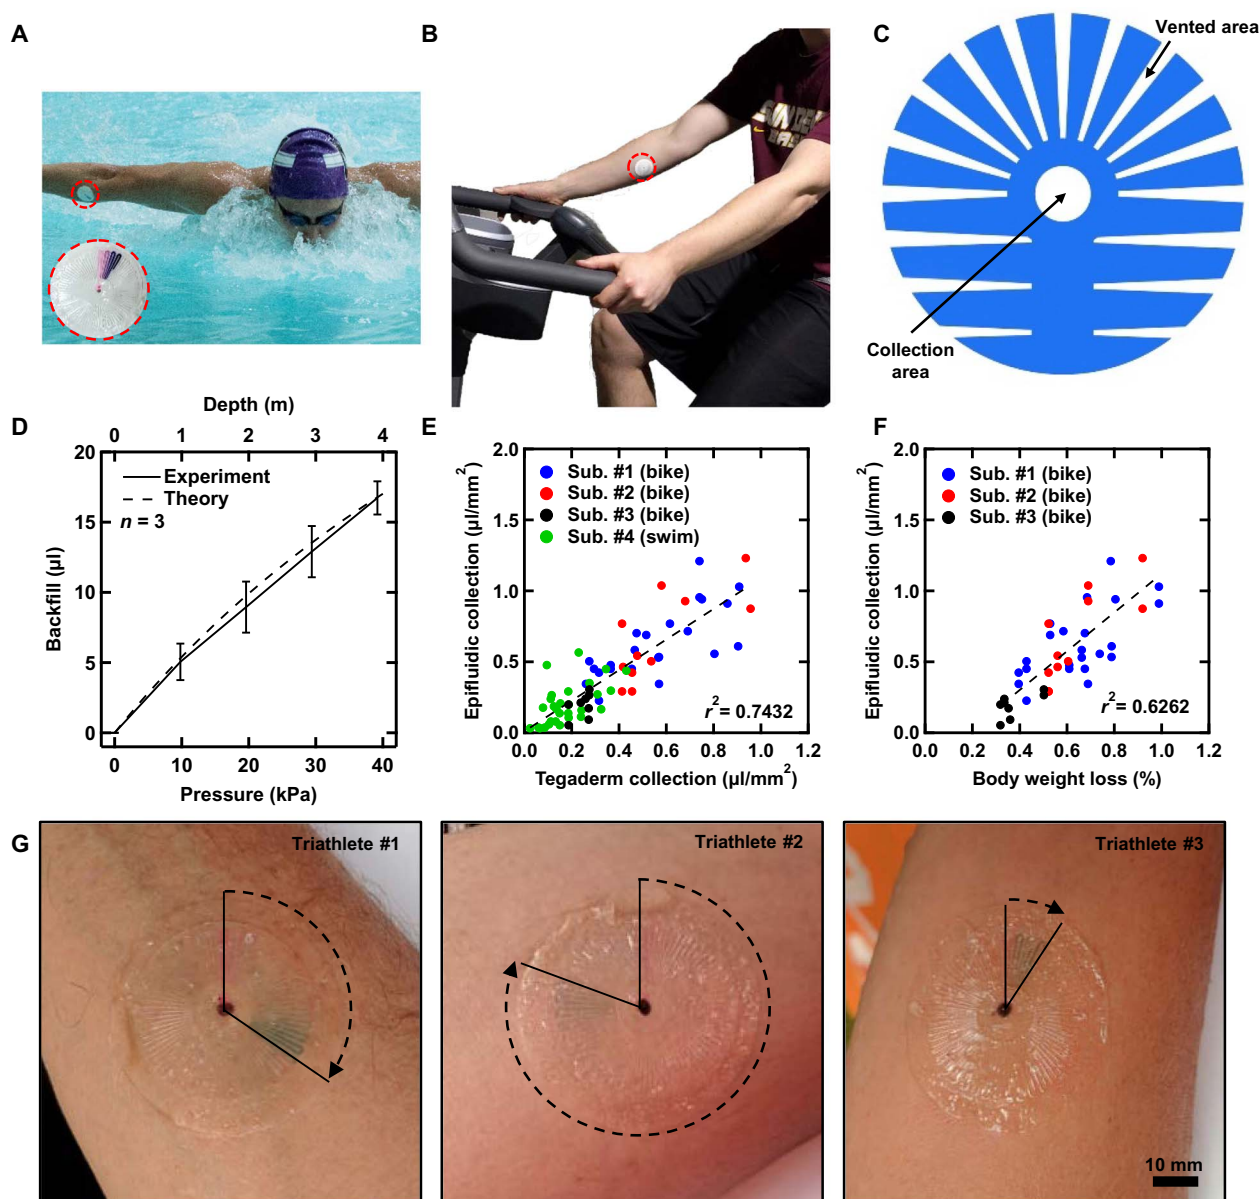 A
B
C
Vented area
Collection
area
D
Depth (m)
0 1 2 3 4
Backfill (µl)
20
15
10
5
0
Experiment
Theory
n = 3
0 10 20 30 40
Pressure (kPa)
E
Epifluidic collection (µl/mm²)
2.0
1.5
1.0
0.5
0.0
Sub. #1 (bike)
Sub. #2 (bike)
Sub. #3 (bike)
Sub. #4 (swim)
r² = 0.7432
0.0 0.2 0.4 0.6 0.8 1.0 1.2
Tegaderm collection (µl/mm²)
F
Epifluidic collection (µl/mm²)
2.0
1.5
1.0
0.5
0.0
Sub. #1 (bike)
Sub. #2 (bike)
Sub. #3 (bike)
r² = 0.6262
0.0 0.2 0.4 0.6 0.8 1.0 1.2
Body weight loss (%)
G
Triathlete #1
Triathlete #2
Triathlete #3
10 mm